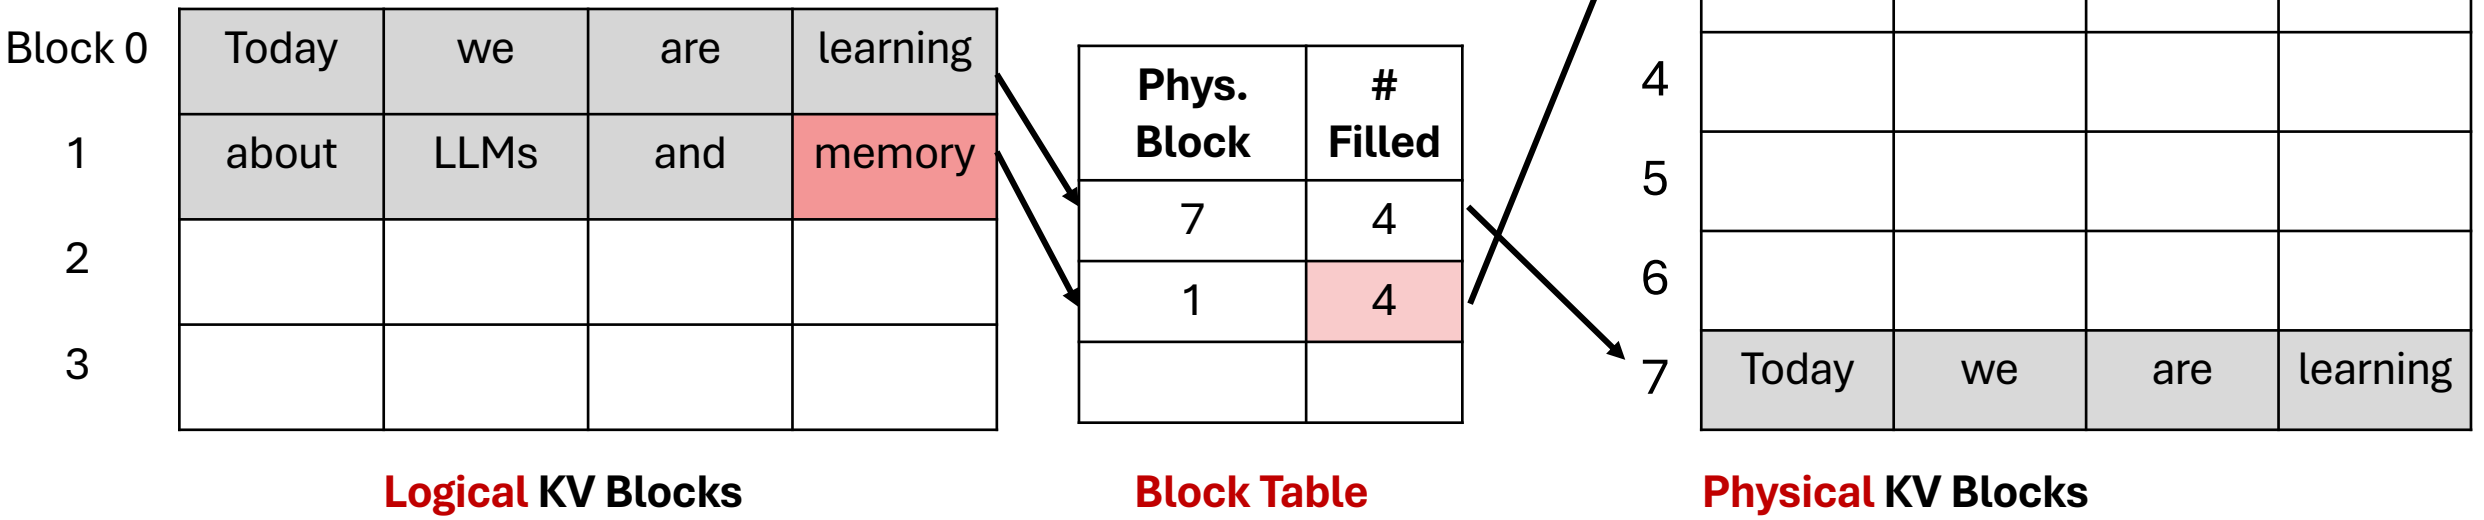 Block 0 Today we are learning
1 about LLMs and memory
2
3
Logical KV Blocks
Phys. Block # Filled
7 4
1 4
Block Table
4
5
6
7 Today we are learning
Physical KV Blocks